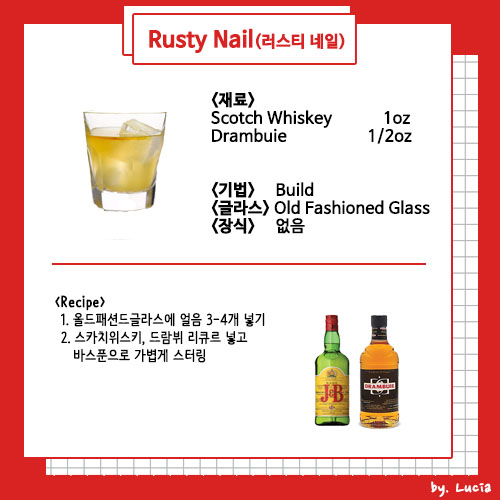 Rusty Nail(러스티 네일)
<재료>
Scotch Whiskey 1oz
Drambuie 1/2oz
<기법> Build
<글라스> Old Fashioned Glass
<장식> 없음
<Recipe>
1. 올드패션드글라스에 얼음 3-4개 넣기
2. 스카치위스키, 드람뷔 리큐르 넣고
바스푼으로 가볍게 스터링
J&B
DRAMBUIE
by. Lucia